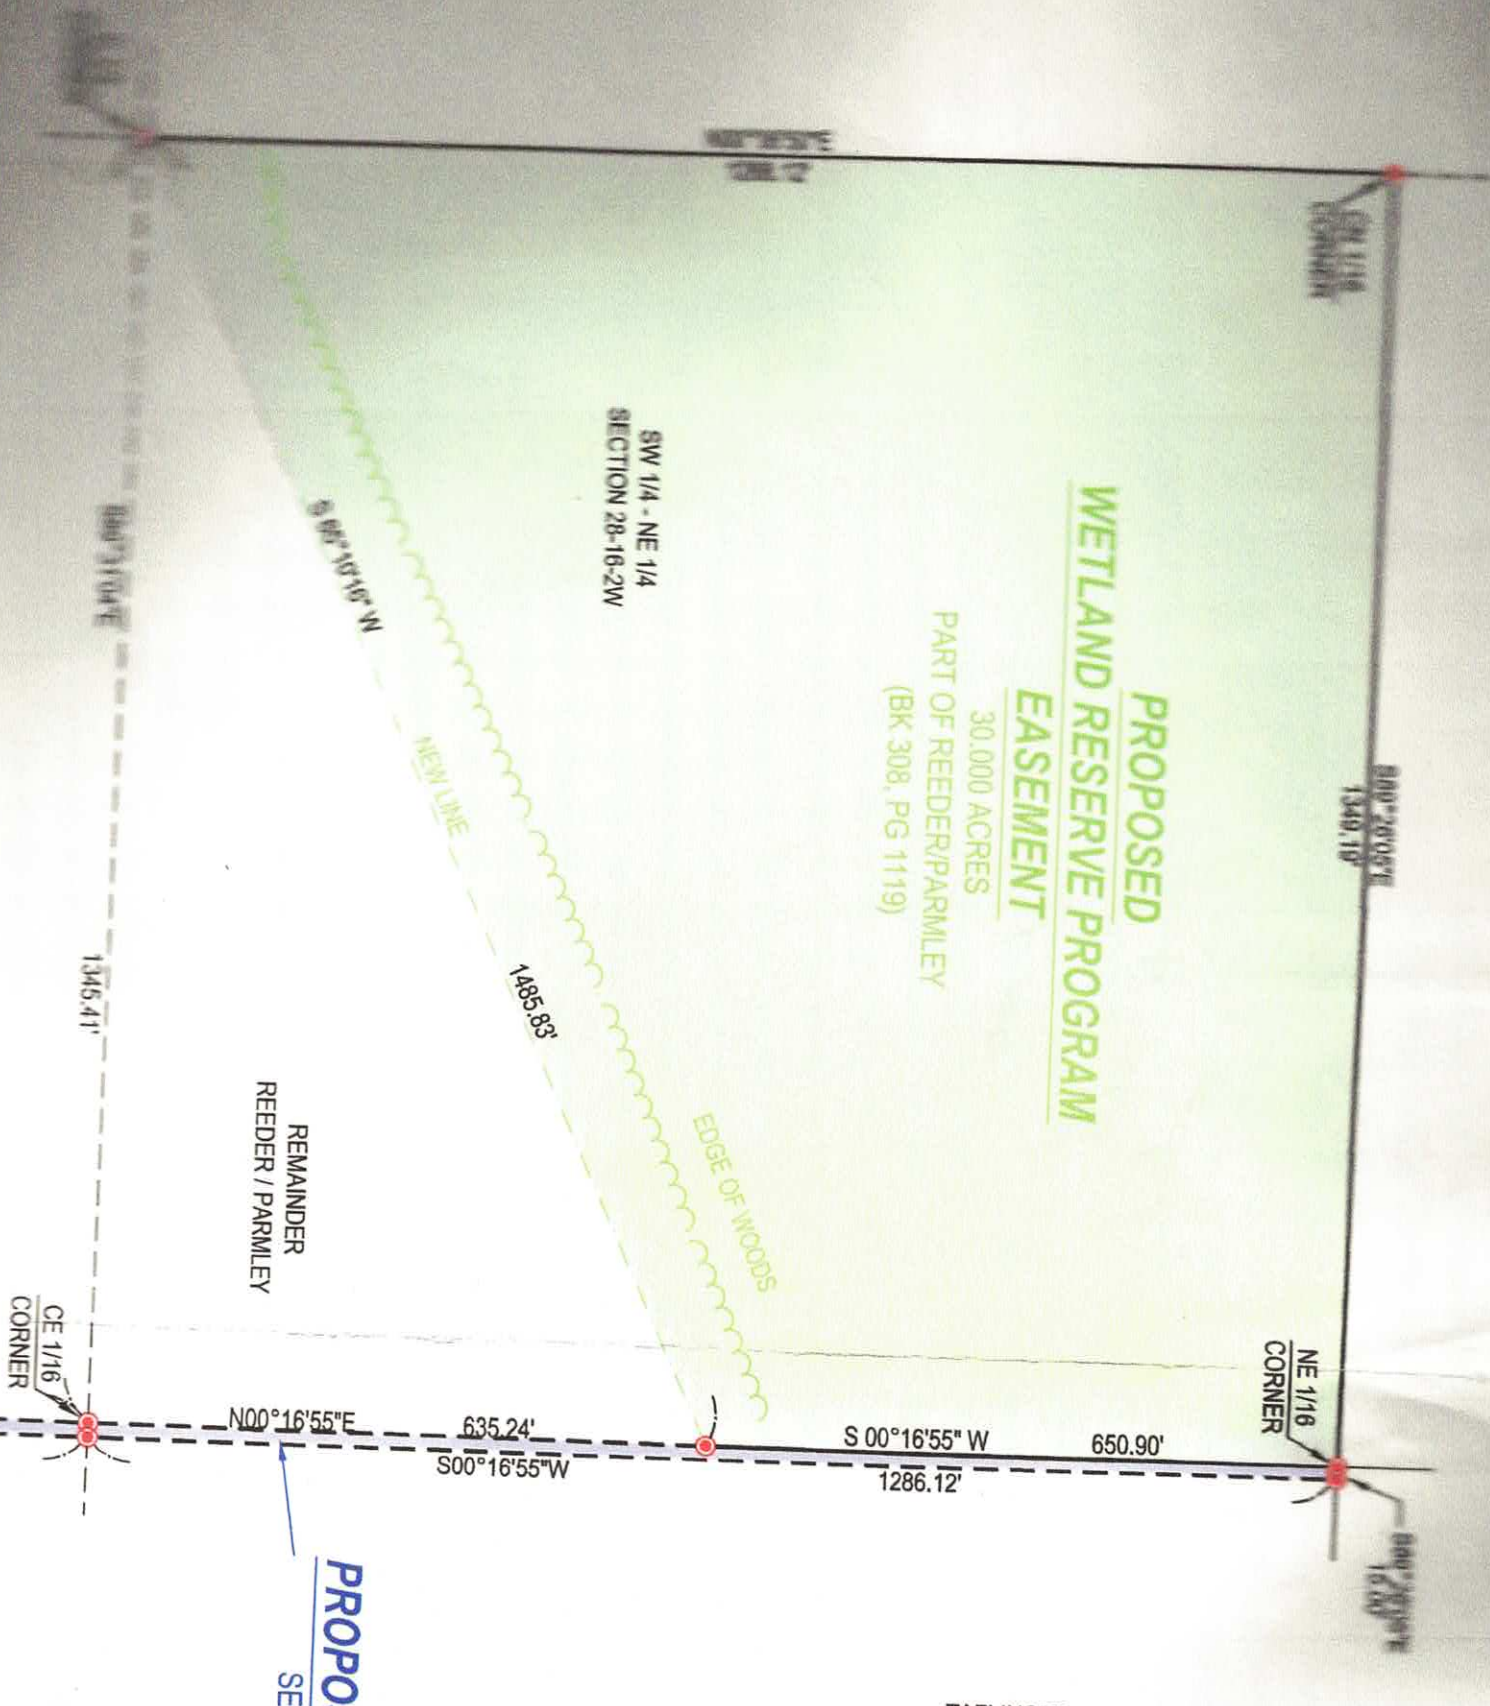 CORNER
1349.19'
PROPOSED
WETLAND RESERVE PROGRAM
EASEMENT
30.000 ACRES
PART OF REEDER/PARMLEY
(BK 308, PG 1119)
SW 1/4 - NE 1/4
SECTION 28-16-2W
NE 1/16
CORNER
S 00°16'55" W
650.90'
1286.12'
EDGE OF WOODS
NEW LINE
1485.83'
REMAINDER
REEDER / PARMLEY
N00°16'55"E
635.24'
S00°16'55"W
1345.41'
CE 1/16
CORNER
PROPO
SE